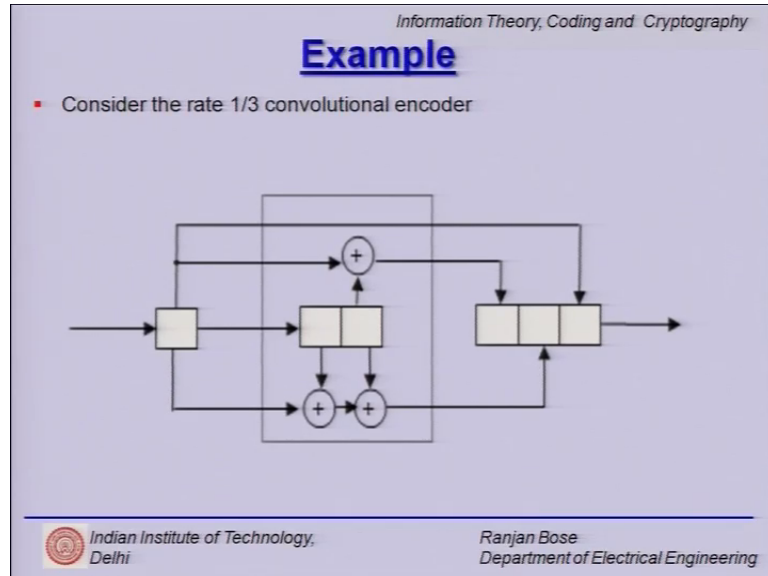 Information Theory, Coding and Cryptography
Example
Consider the rate 1/3 convolutional encoder
+
+
+
Indian Institute of Technology,
Delhi
Ranjan Bose
Department of Electrical Engineering